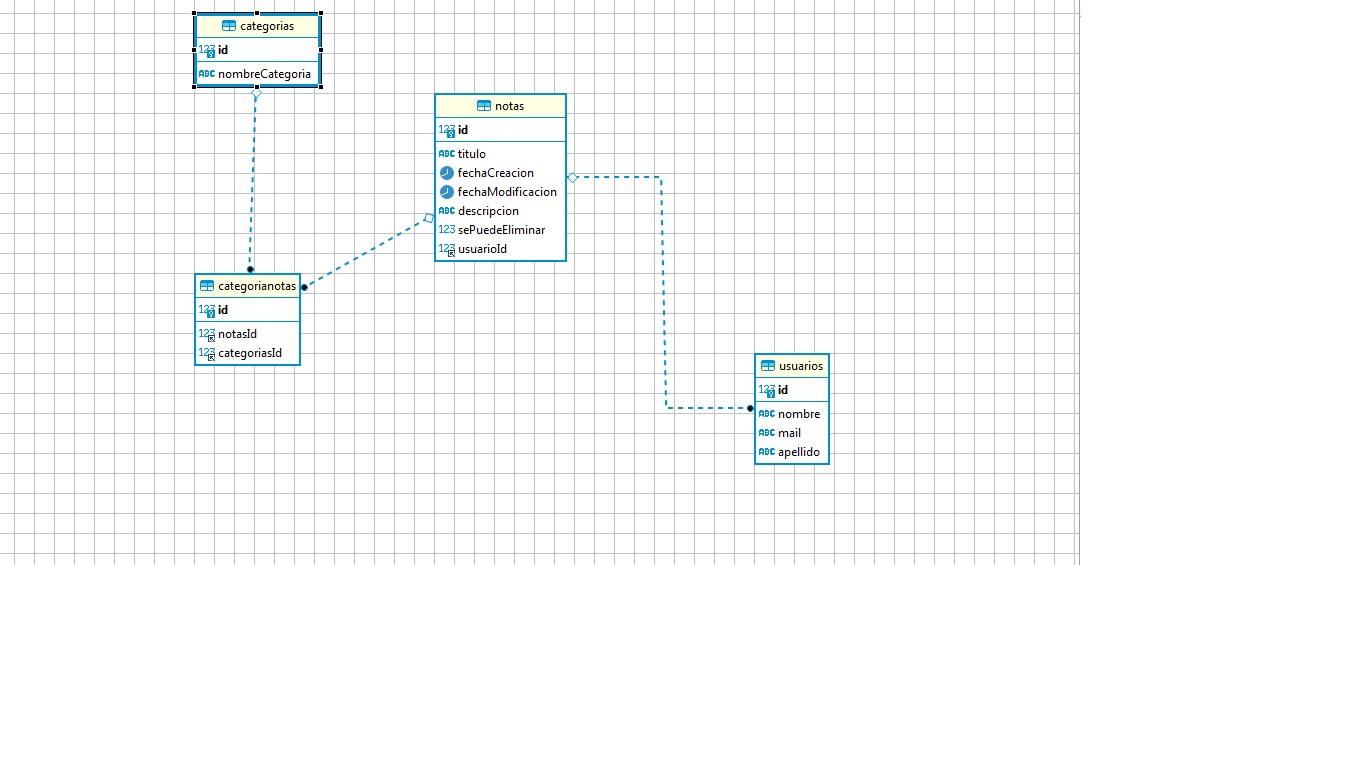 categorias
123 id
ABC nombreCategoria
notas
123 id
ABC titulo
fechaCreacion
fechaModificacion
ABC descripcion
123 sePuedeEliminar
123 usuarioId
categorianotas
123 id
123 notasId
123 categoriasId
usuarios
123 id
ABC nombre
ABC mail
ABC apellido